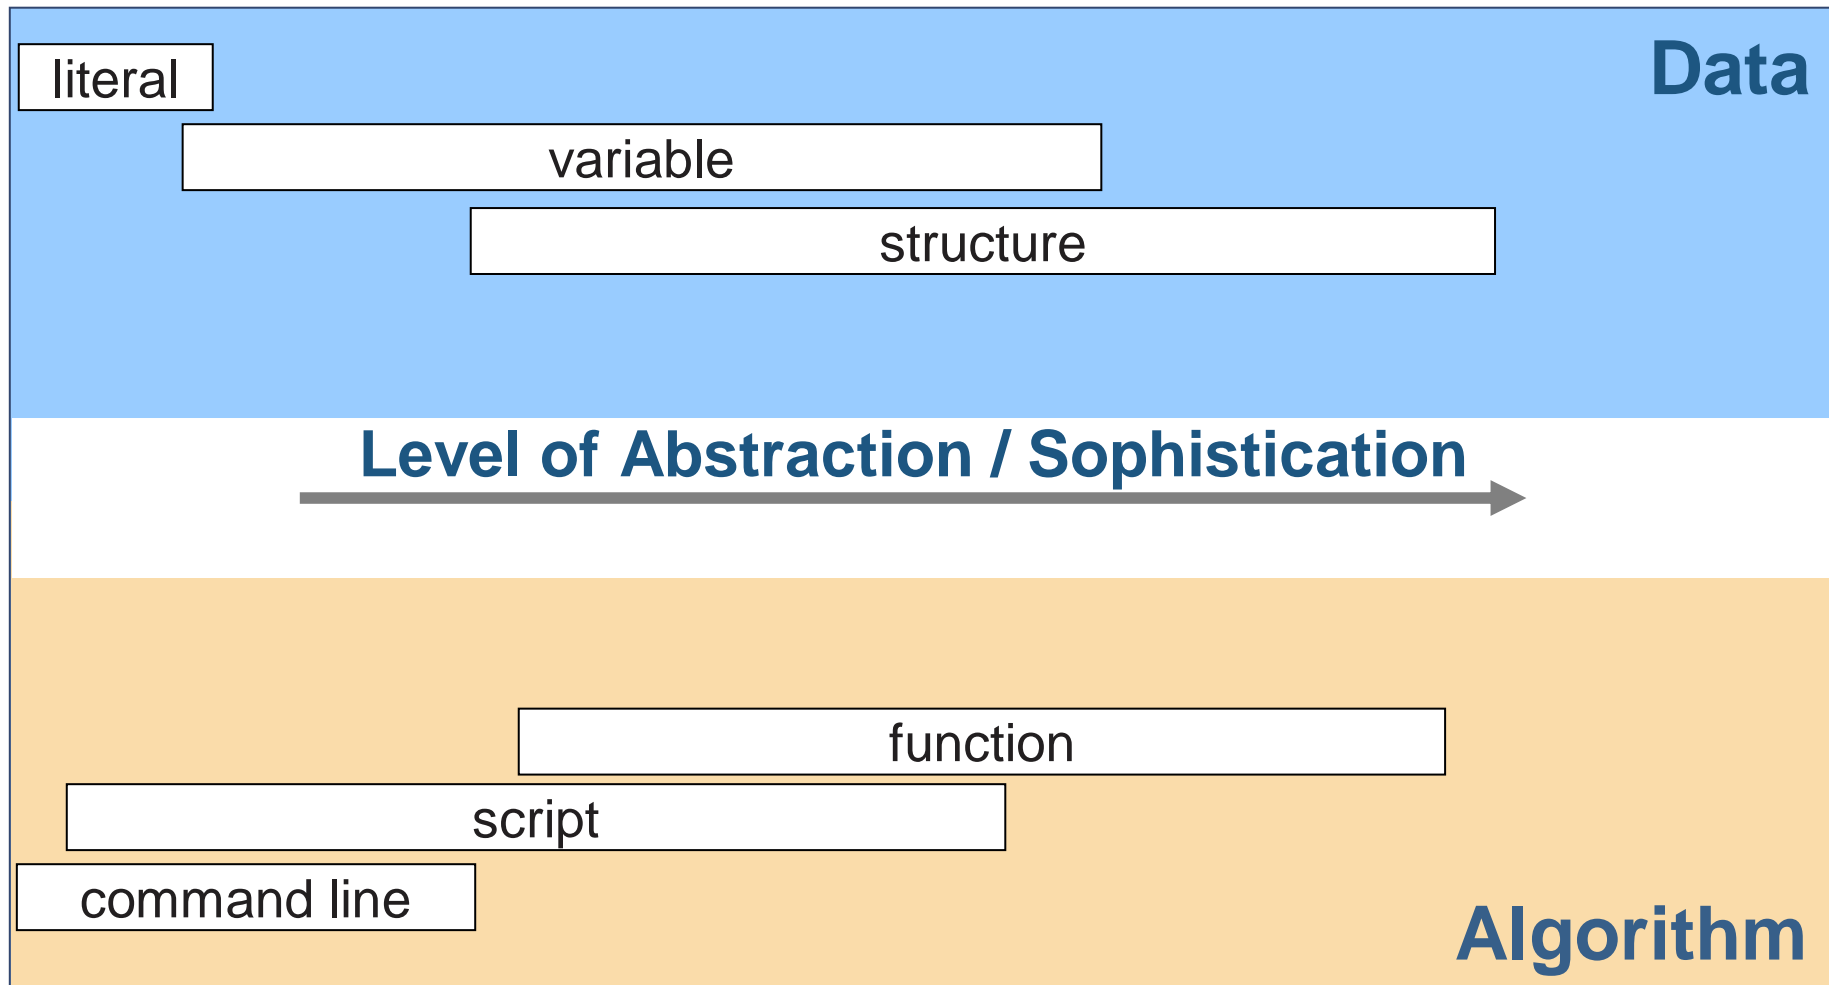 Data
literal
variable
structure
Level of Abstraction / Sophistication
function
script
command line
Algorithm